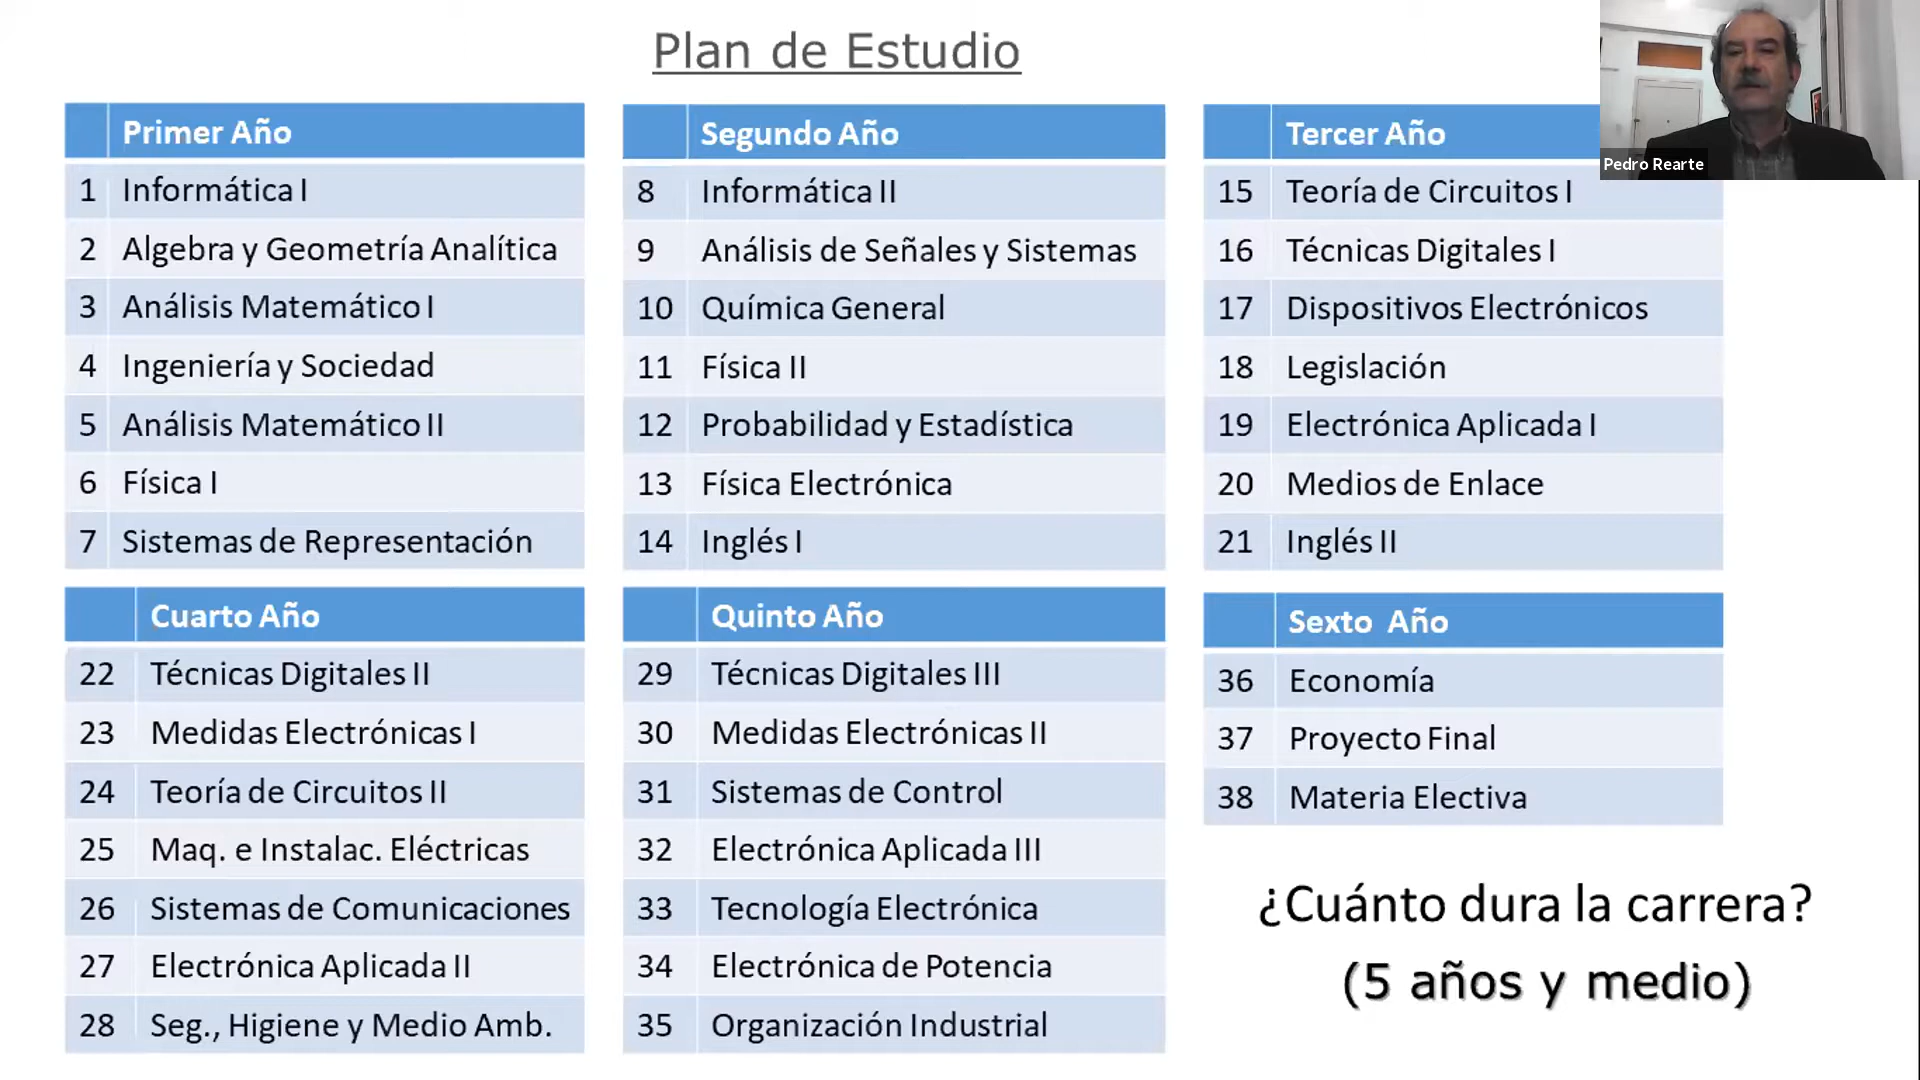 Plan de Estudio
Pedro Rearte
Primer Año
1 Informática I
2 Algebra y Geometría Analítica
3 Análisis Matemático I
4 Ingeniería y Sociedad
5 Análisis Matemático II
6 Física I
7 Sistemas de Representación
Segundo Año
8 Informática II
9 Análisis de Señales y Sistemas
10 Química General
11 Física II
12 Probabilidad y Estadística
13 Física Electrónica
14 Inglés I
Tercer Año
15 Teoría de Circuitos I
16 Técnicas Digitales I
17 Dispositivos Electrónicos
18 Legislación
19 Electrónica Aplicada I
20 Medios de Enlace
21 Inglés II
Cuarto Año
22 Técnicas Digitales II
23 Medidas Electrónicas I
24 Teoría de Circuitos II
25 Maq. e Instalac. Eléctricas
26 Sistemas de Comunicaciones
27 Electrónica Aplicada II
28 Seg., Higiene y Medio Amb.
Quinto Año
29 Técnicas Digitales III
30 Medidas Electrónicas II
31 Sistemas de Control
32 Electrónica Aplicada III
33 Tecnología Electrónica
34 Electrónica de Potencia
35 Organización Industrial
Sexto Año
36 Economía
37 Proyecto Final
38 Materia Electiva
¿Cuánto dura la carrera?
(5 años y medio)